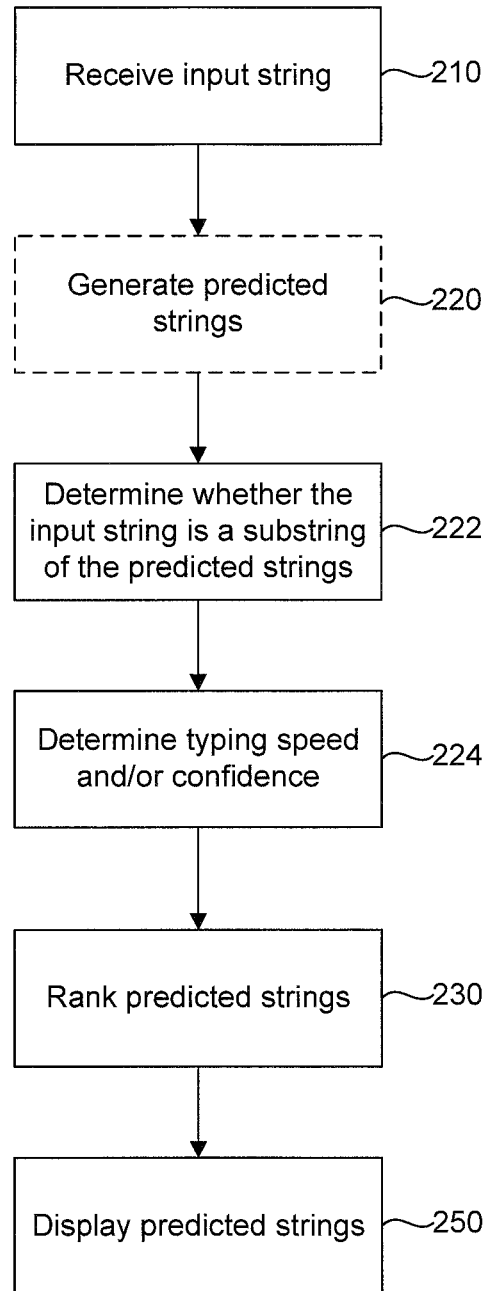 Receive input string
210
Generate predicted
strings
220
Determine whether the
input string is a substring
of the predicted strings
222
Determine typing speed
and/or confidence
224
Rank predicted strings
230
Display predicted strings
250